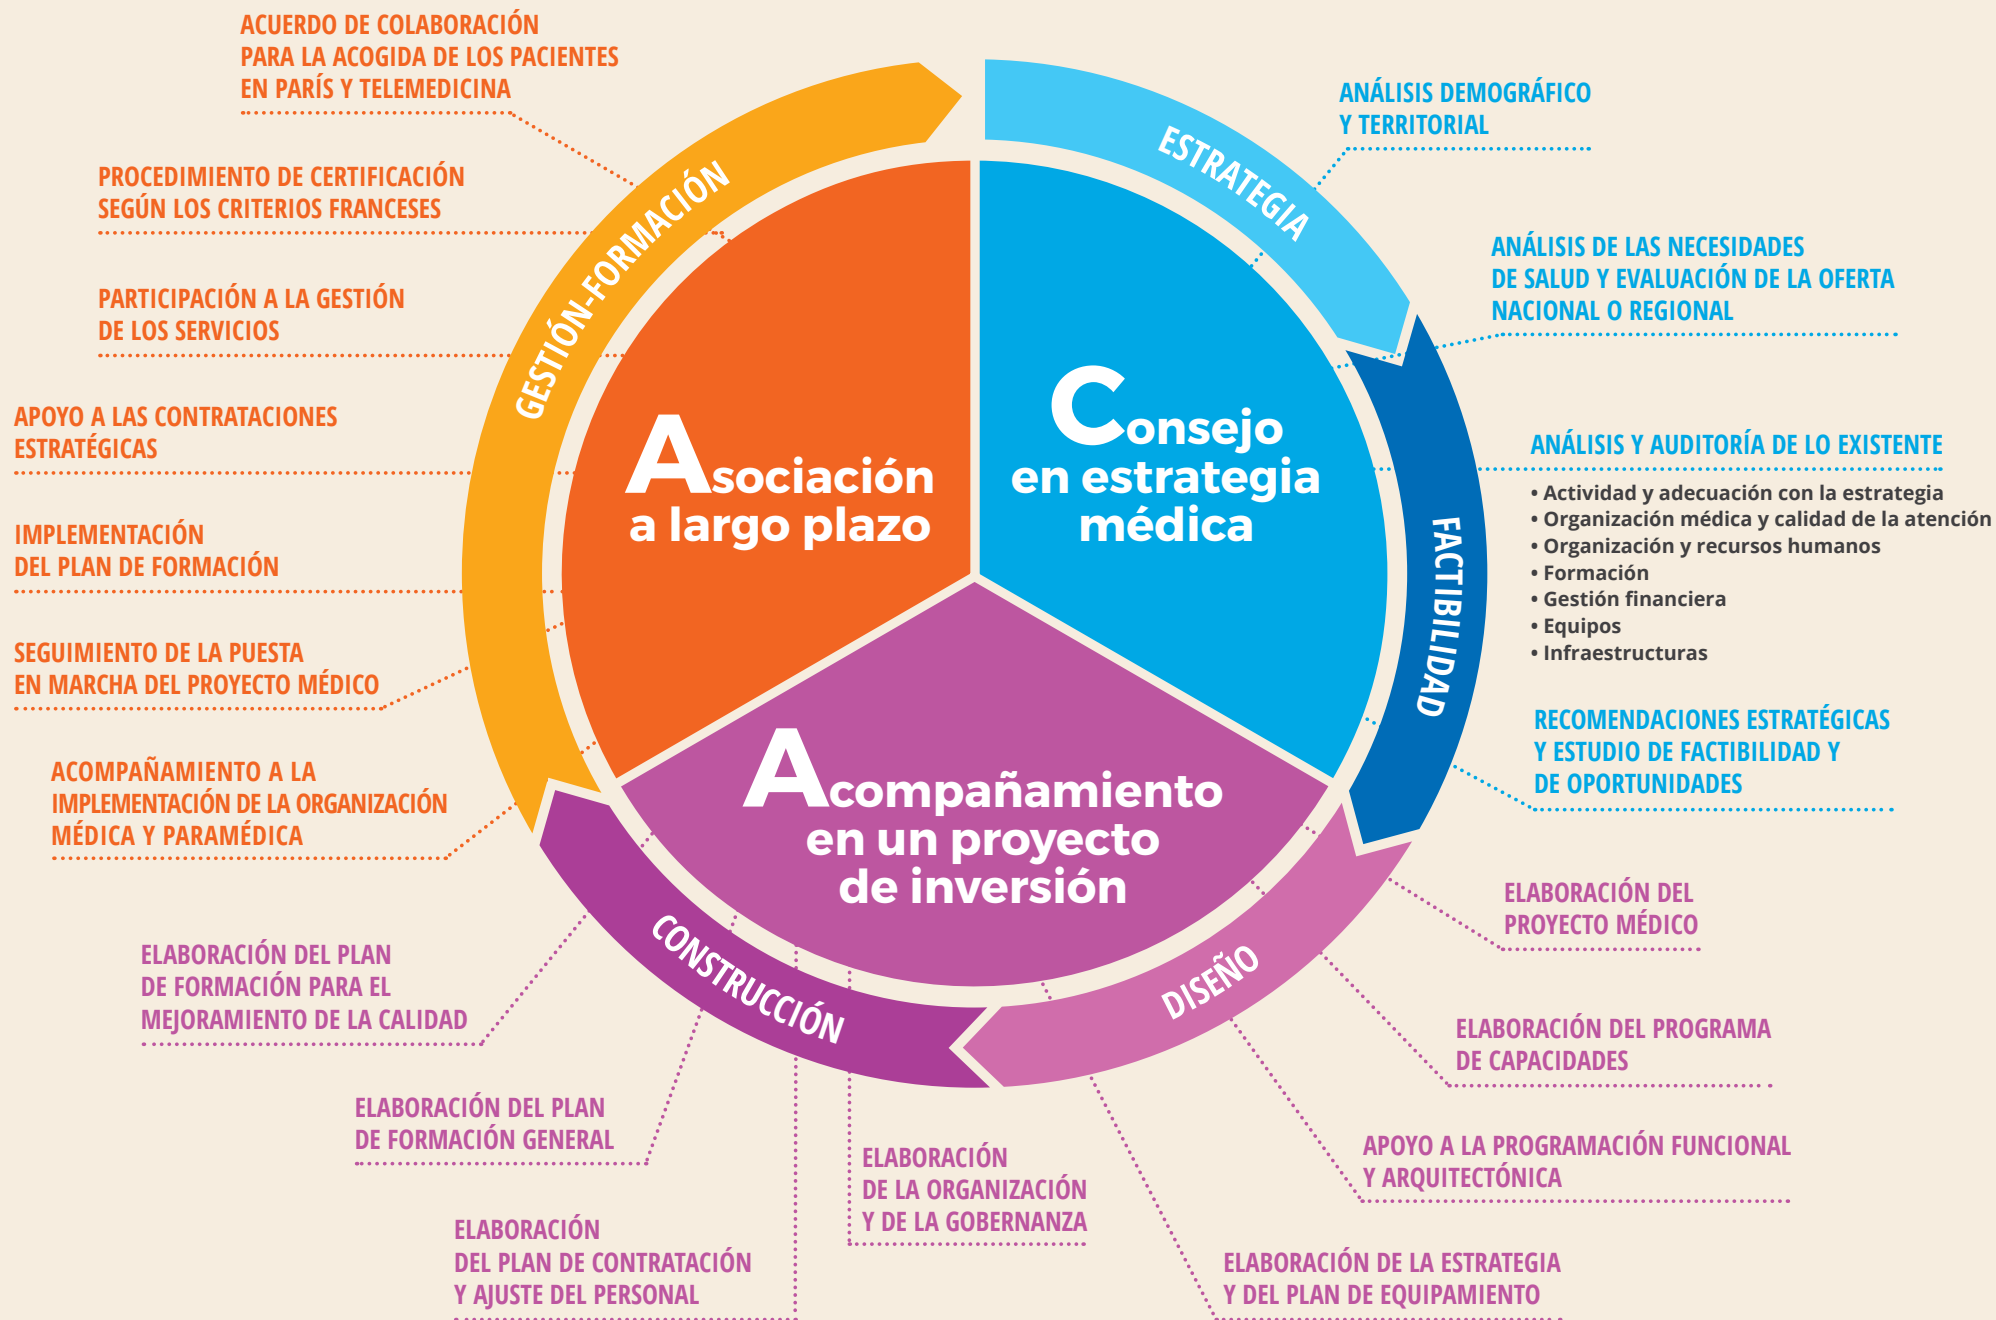 ACUERDO DE COLABORACIÓN
PARA LA ACOGIDA DE LOS PACIENTES
EN PARÍS Y TELEMEDICINA
PROCEDIMIENTO DE CERTIFICACIÓN
SEGÚN LOS CRITERIOS FRANCESES
PARTICIPACIÓN A LA GESTIÓN
DE LOS SERVICIOS
APOYO A LAS CONTRATACIONES
ESTRATÉGICAS
IMPLEMENTACIÓN
DEL PLAN DE FORMACIÓN
SEGUIMIENTO DE LA PUESTA
EN MARCHA DEL PROYECTO MÉDICO
ACOMPAÑAMIENTO A LA
IMPLEMENTACIÓN DE LA ORGANIZACIÓN
MÉDICA Y PARAMÉDICA
GESTIÓN-FORMACIÓN
Asociación
a largo plazo
ESTRATEGIA
Consejo
en estrategia
médica
FACTIBILIDAD
ANÁLISIS DEMOGRÁFICO
Y TERRITORIAL
ANÁLISIS DE LAS NECESIDADES
DE SALUD Y EVALUACIÓN DE LA OFERTA
NACIONAL O REGIONAL
ANÁLISIS Y AUDITORÍA DE LO EXISTENTE
• Actividad y adecuación con la estrategia
• Organización médica y calidad de la atención
• Organización y recursos humanos
• Formación
• Gestión financiera
• Equipos
• Infraestructuras
RECOMENDACIONES ESTRATÉGICAS
Y ESTUDIO DE FACTIBILIDAD Y
DE OPORTUNIDADES
Acompañamiento
en un proyecto
de inversión
DISEÑO
CONSTRUCCIÓN
ELABORACIÓN DEL
PROYECTO MÉDICO
ELABORACIÓN DEL PROGRAMA
DE CAPACIDADES
APOYO A LA PROGRAMACIÓN FUNCIONAL
Y ARQUITECTÓNICA
ELABORACIÓN DE LA ESTRATEGIA
Y DEL PLAN DE EQUIPAMIENTO
ELABORACIÓN
DE LA ORGANIZACIÓN
Y DE LA GOBERNANZA
ELABORACIÓN
DEL PLAN DE CONTRATACIÓN
Y AJUSTE DEL PERSONAL
ELABORACIÓN DEL PLAN
DE FORMACIÓN GENERAL
ELABORACIÓN DEL PLAN
DE FORMACIÓN PARA EL
MEJORAMIENTO DE LA CALIDAD